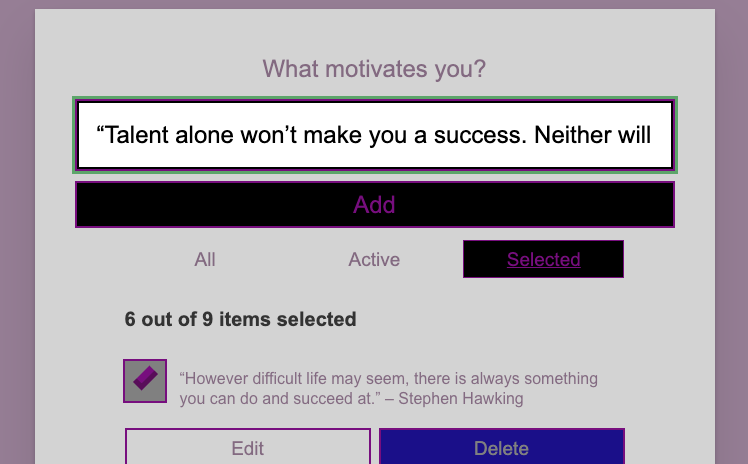 What motivates you?
“Talent alone won’t make you a success. Neither will
Add
All Active Selected
6 out of 9 items selected
“However difficult life may seem, there is always something
you can do and succeed at.” – Stephen Hawking
Edit Delete